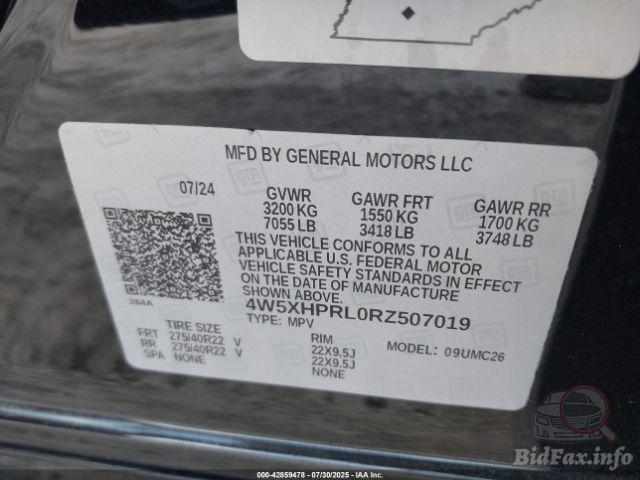 MFD BY GENERAL MOTORS LLC
07/24 GVWR GAWR FRT GAWR RR
3200 KG 1550 KG 1700 KG
7055 LB 3418 LB 3748 LB
THIS VEHICLE CONFORMS TO ALL
APPLICABLE U.S. FEDERAL MOTOR
VEHICLE SAFETY STANDARDS IN EFFECT
ON THE DATE OF MANUFACTURE
SHOWN ABOVE.
384A
4W5XHPRL0RZ507019
TYPE: MPV
TIRE SIZE RIM MODEL: 09UMC26
FRT 275/40R22 V 22X9.5J
RR 275/40R22 V 22X9.5J
SPA NONE NONE
BidFax.info
000-42859478 - 07/30/2025 - IAA Inc.